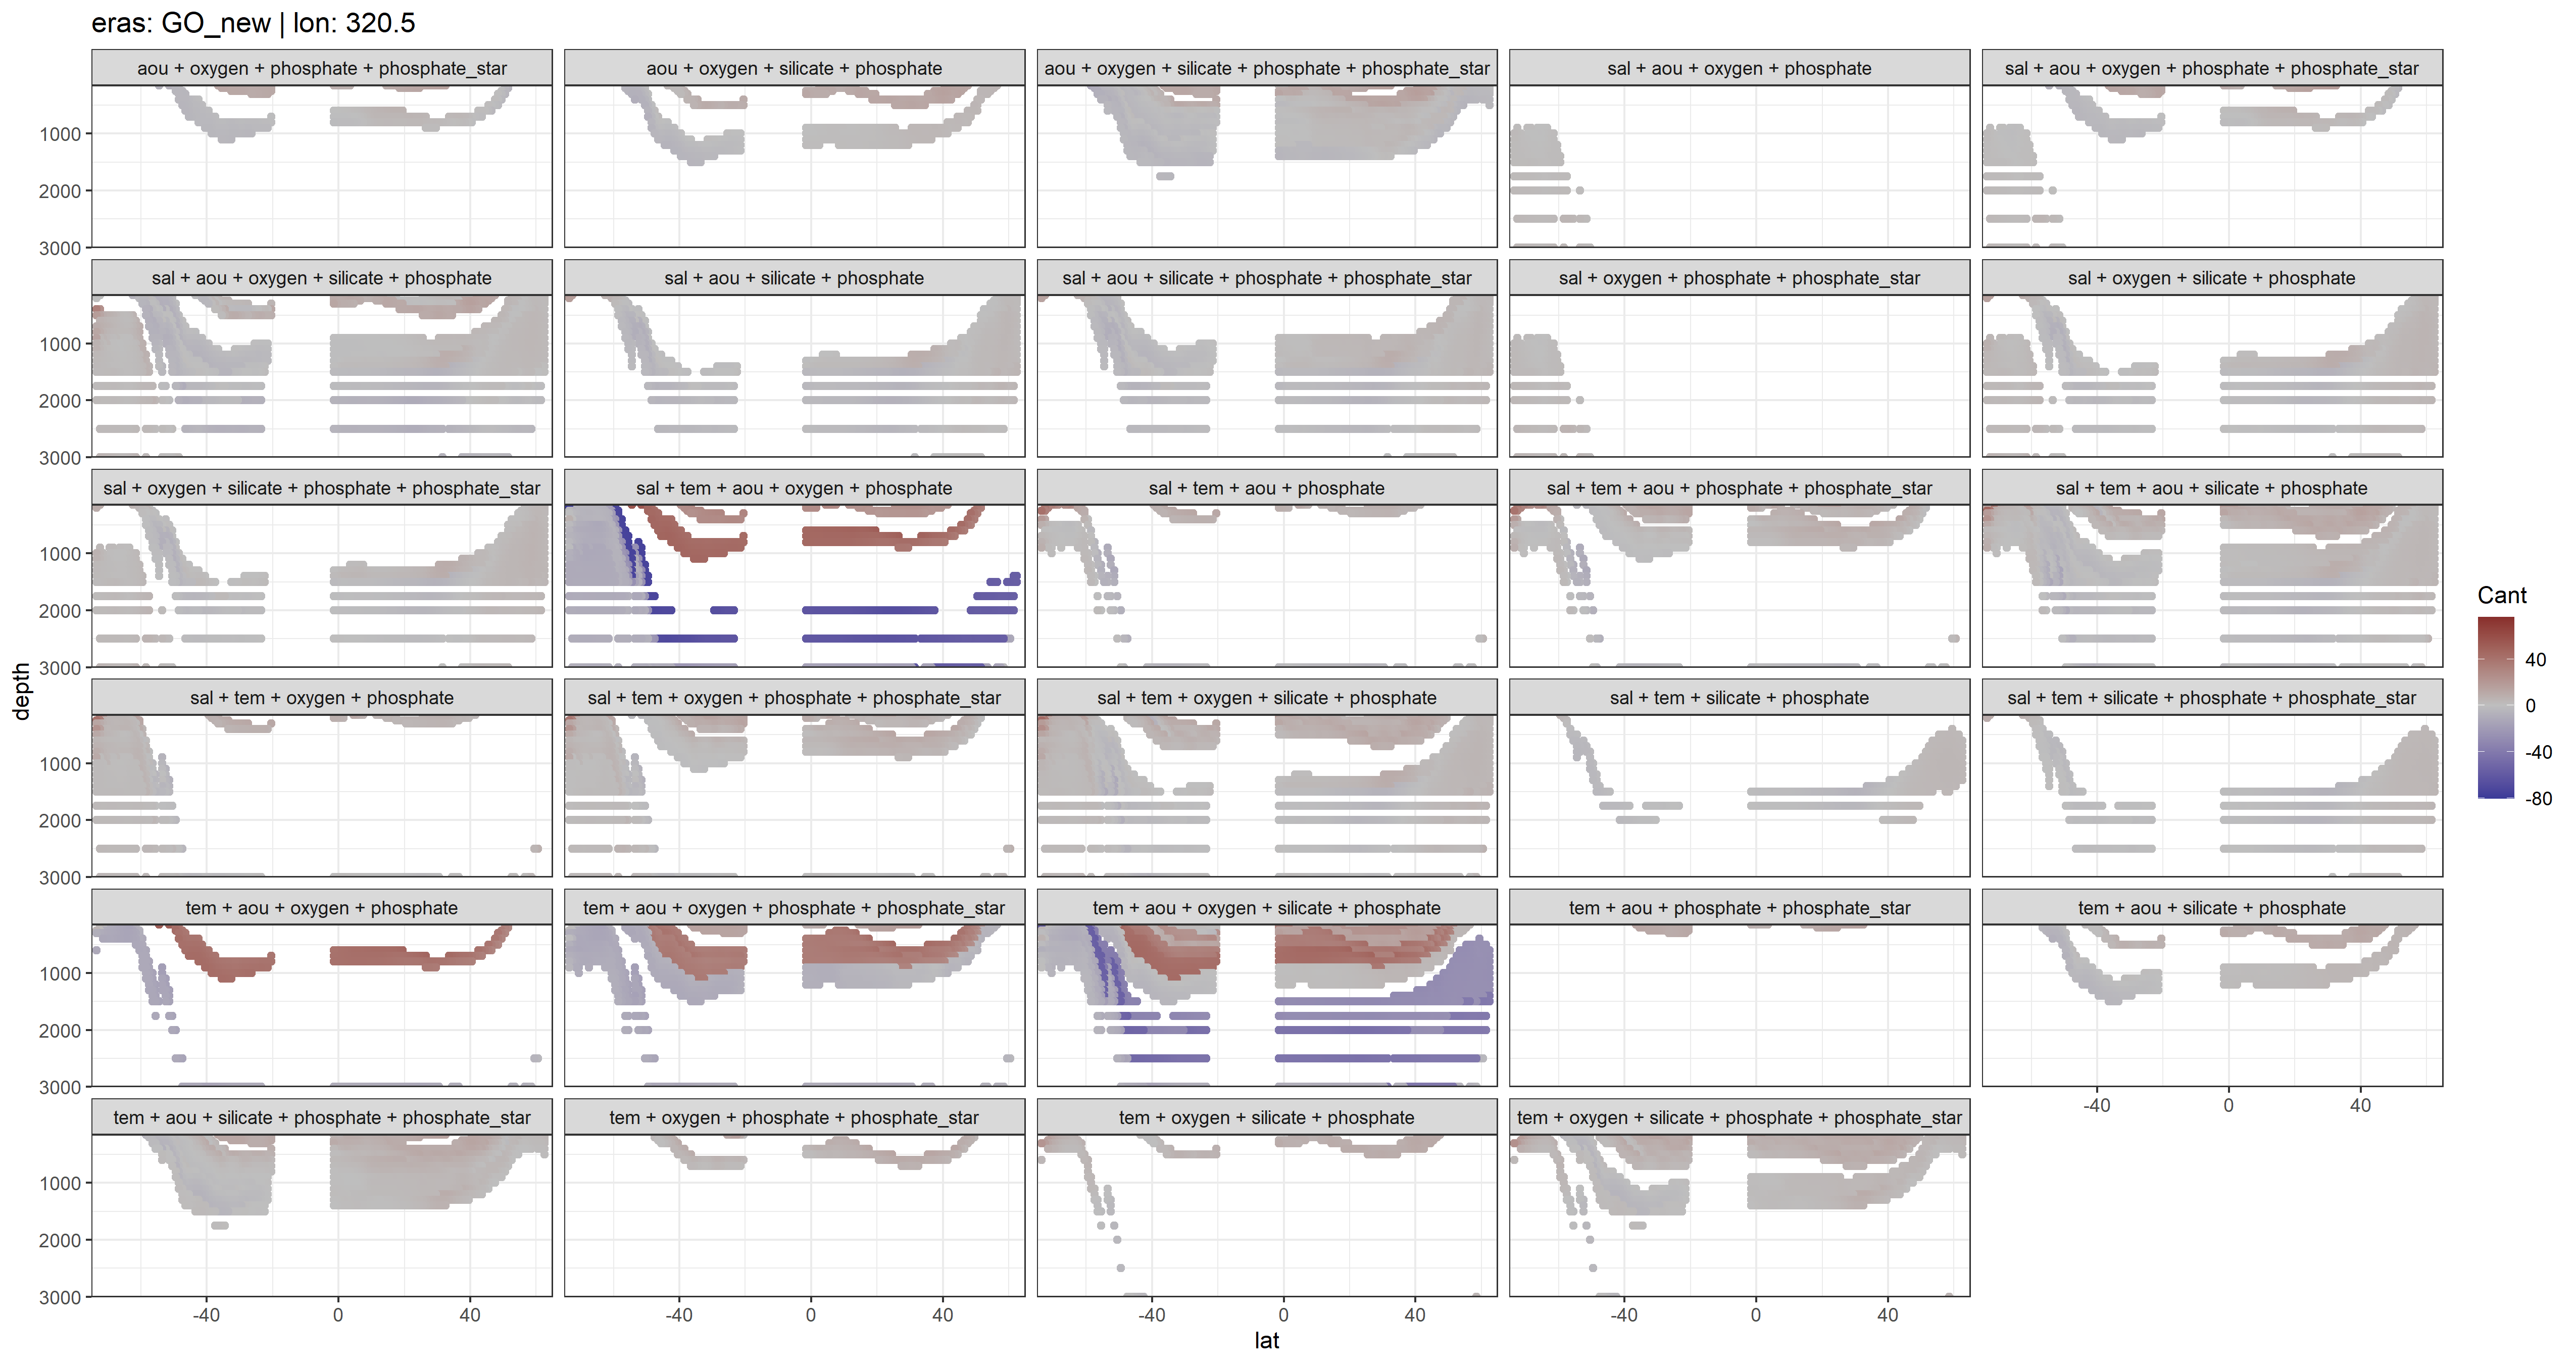 eras: GO_new | lon: 320.5
aou + oxygen + phosphate + phosphate_star
aou + oxygen + silicate + phosphate
aou + oxygen + silicate + phosphate + phosphate_star
sal + aou + oxygen + phosphate
sal + aou + oxygen + phosphate + phosphate_star
1000
2000
3000
sal + aou + oxygen + silicate + phosphate
sal + aou + silicate + phosphate
sal + aou + silicate + phosphate + phosphate_star
sal + oxygen + phosphate + phosphate_star
sal + oxygen + silicate + phosphate
1000
2000
3000
sal + oxygen + silicate + phosphate + phosphate_star
sal + tem + aou + oxygen + phosphate
sal + tem + aou + phosphate
sal + tem + aou + phosphate + phosphate_star
sal + tem + aou + silicate + phosphate
1000
2000
3000
sal + tem + oxygen + phosphate
sal + tem + oxygen + phosphate + phosphate_star
sal + tem + oxygen + silicate + phosphate
sal + tem + silicate + phosphate
sal + tem + silicate + phosphate + phosphate_star
1000
2000
3000
tem + aou + oxygen + phosphate
tem + aou + oxygen + phosphate + phosphate_star
tem + aou + oxygen + silicate + phosphate
tem + aou + phosphate + phosphate_star
tem + aou + silicate + phosphate
1000
2000
3000
-40 0 40
tem + aou + silicate + phosphate + phosphate_star
tem + oxygen + phosphate + phosphate_star
tem + oxygen + silicate + phosphate
tem + oxygen + silicate + phosphate + phosphate_star
1000
2000
3000
-40 0 40
-40 0 40
-40 0 40
-40 0 40
lat
depth
Cant
40
0
-40
-80